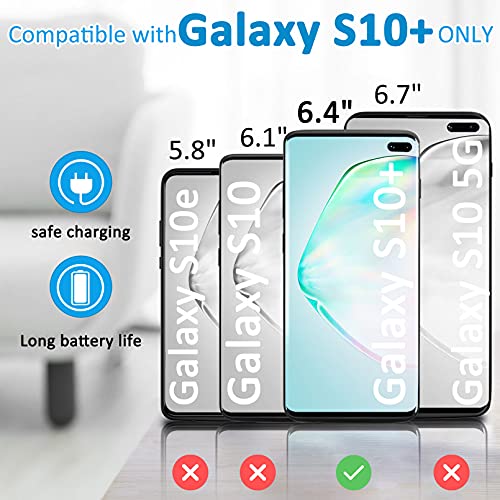 Compatible with Galaxy S10+ ONLY
5.8"
6.1"
6.4"
6.7"
safe charging
Long battery life
Galaxy S10e
Galaxy S10
Galaxy S10+
Galaxy S10 5G